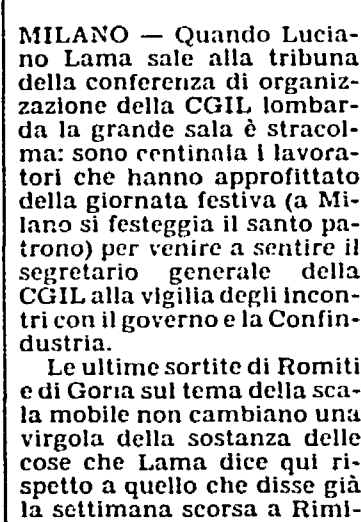 MILANO — Quando Lucia-
no Lama sale alla tribuna
della conferenza di organiz-
zazione della CGIL lombar-
da la grande sala è stracol-
ma: sono centinaia i lavora-
tori che hanno approfittato
della giornata festiva (a Mi-
lano si festeggia il santo pa-
trono) per venire a sentire il
segretario generale della
CGIL alla vigilia degli incon-
tri con il governo e la Confin-
dustria.
Le ultime sortite di Romiti
e di Goria sul tema della sca-
la mobile non cambiano una
virgola della sostanza delle
cose che Lama dice qui ri-
spetto a quello che disse già
la settimana scorsa a Rimi-